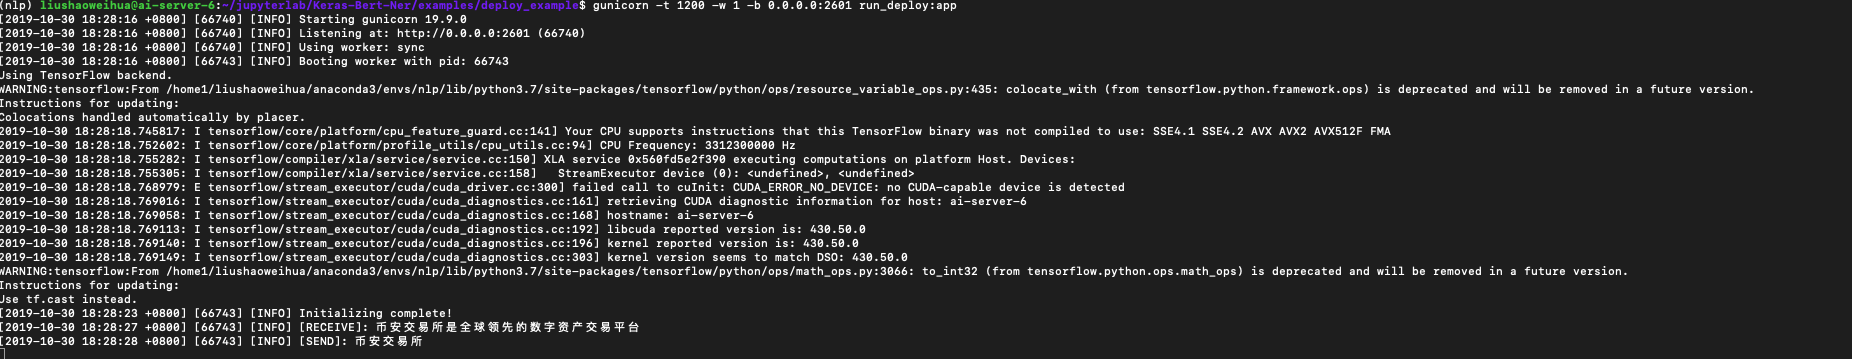 (nlp) liushaoweihua@ai-server-6:~/jupyterlab/Keras-Bert-Ner/examples/deploy_example$ gunicorn -t 1200 -w 1 -b 0.0.0.0:2601 run_deploy:app
[2019-10-30 18:28:16 +0800] [66740] [INFO] Starting gunicorn 19.9.0
[2019-10-30 18:28:16 +0800] [66740] [INFO] Listening at: http://0.0.0.0:2601 (66740)
[2019-10-30 18:28:16 +0800] [66740] [INFO] Using worker: sync
[2019-10-30 18:28:16 +0800] [66743] [INFO] Booting worker with pid: 66743
Using TensorFlow backend.
WARNING:tensorflow:From /home1/liushaoweihua/anaconda3/envs/nlp/lib/python3.7/site-packages/tensorflow/python/ops/resource_variable_ops.py:435: colocate_with (from tensorflow.python.framework.ops) is deprecated and will be removed in a future version.
Instructions for updating:
Colocations handled automatically by placer.
2019-10-30 18:28:18.745817: I tensorflow/core/platform/cpu_feature_guard.cc:141] Your CPU supports instructions that this TensorFlow binary was not compiled to use: SSE4.1 SSE4.2 AVX AVX2 AVX512F FMA
2019-10-30 18:28:18.752602: I tensorflow/core/platform/profile_utils/cpu_utils.cc:94] CPU Frequency: 3312300000 Hz
2019-10-30 18:28:18.755282: I tensorflow/compiler/xla/service/service.cc:150] XLA service 0x560fd5e2f390 executing computations on platform Host. Devices:
2019-10-30 18:28:18.755305: I tensorflow/compiler/xla/service/service.cc:158]   StreamExecutor device (0): <undefined>, <undefined>
2019-10-30 18:28:18.768979: E tensorflow/stream_executor/cuda/cuda_driver.cc:300] failed call to cuInit: CUDA_ERROR_NO_DEVICE: no CUDA-capable device is detected
2019-10-30 18:28:18.769016: I tensorflow/stream_executor/cuda/cuda_diagnostics.cc:161] retrieving CUDA diagnostic information for host: ai-server-6
2019-10-30 18:28:18.769058: I tensorflow/stream_executor/cuda/cuda_diagnostics.cc:168] hostname: ai-server-6
2019-10-30 18:28:18.769113: I tensorflow/stream_executor/cuda/cuda_diagnostics.cc:192] libcuda reported version is: 430.50.0
2019-10-30 18:28:18.769140: I tensorflow/stream_executor/cuda/cuda_diagnostics.cc:196] kernel reported version is: 430.50.0
2019-10-30 18:28:18.769149: I tensorflow/stream_executor/cuda/cuda_diagnostics.cc:303] kernel version seems to match DSO: 430.50.0
WARNING:tensorflow:From /home1/liushaoweihua/anaconda3/envs/nlp/lib/python3.7/site-packages/tensorflow/python/ops/math_ops.py:3066: to_int32 (from tensorflow.python.ops.math_ops) is deprecated and will be removed in a future version.
Instructions for updating:
Use tf.cast instead.
[2019-10-30 18:28:23 +0800] [66743] [INFO] Initializing complete!
[2019-10-30 18:28:27 +0800] [66743] [INFO] [RECEIVE]: 币安交易所是全球领先的数字资产交易平台
[2019-10-30 18:28:28 +0800] [66743] [INFO] [SEND]: 币安交易所